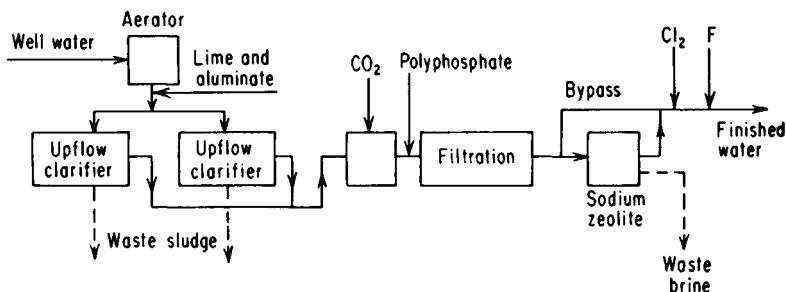 Aerator
Well water
Lime and
aluminate
CO₂
Polyphosphate
Cl₂
F
Bypass
Finished
water
Upflow
clarifier
Upflow
clarifier
Filtration
Sodium
zeolite
Waste sludge
Waste
brine